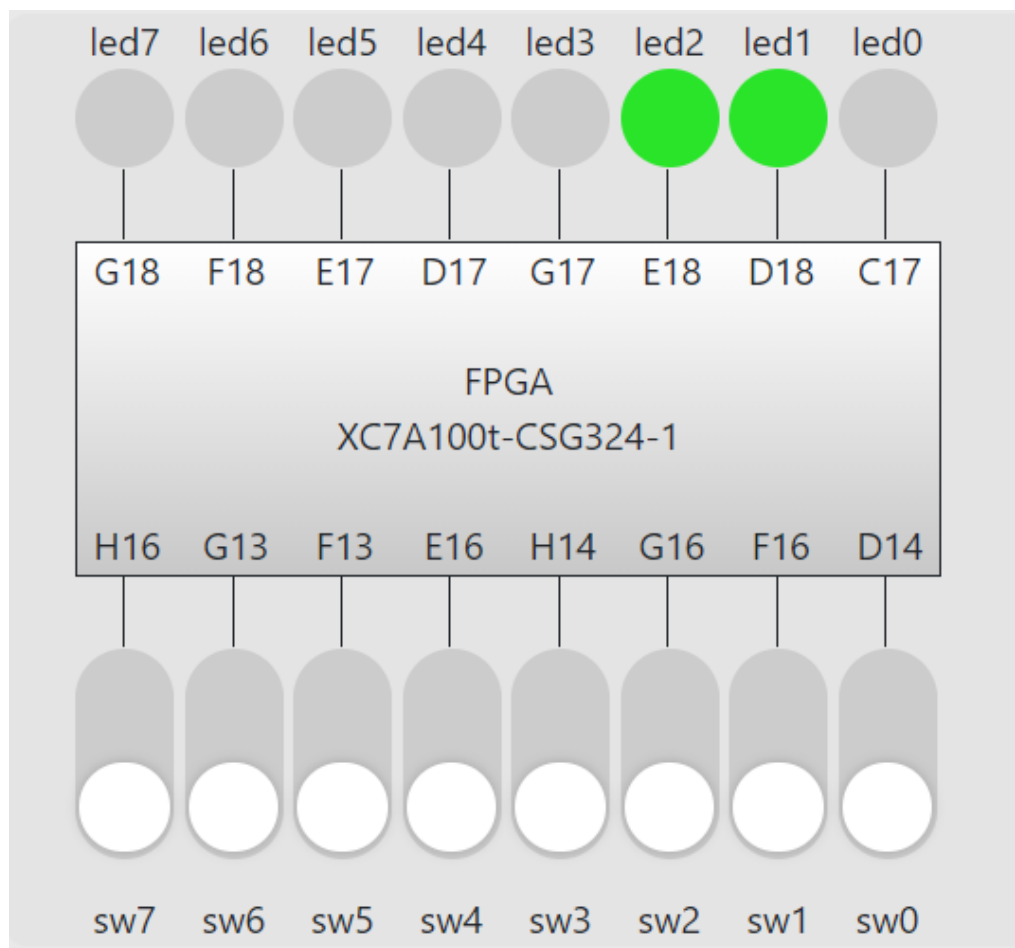 led7 led6 led5 led4 led3 led2 led1 led0
G18 F18 E17 D17 G17 E18 D18 C17
FPGA
XC7A100t-CSG324-1
H16 G13 F13 E16 H14 G16 F16 D14
sw7 sw6 sw5 sw4 sw3 sw2 sw1 sw0